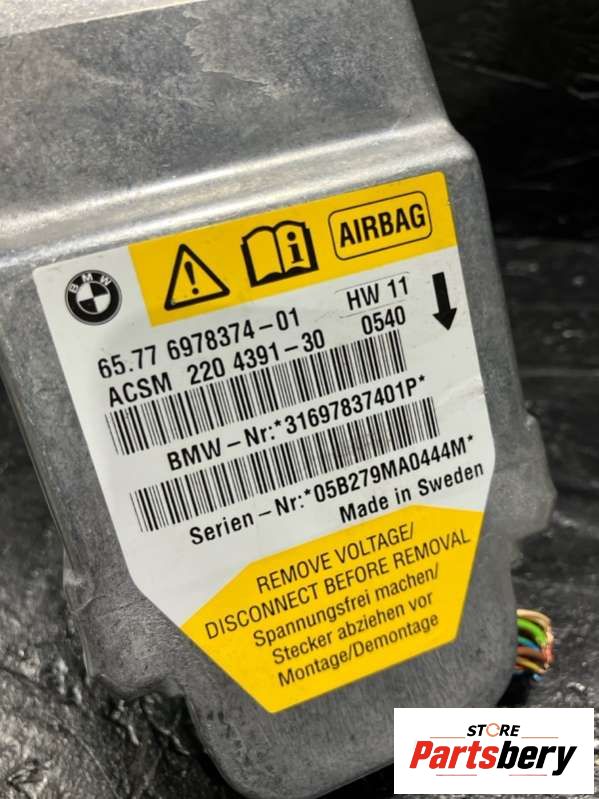 BMW
AIRBAG
65.77 6978374-01 HW 11
ACSM 220 4391-30 0540
BMW-Nr:*31697837401P*
Serien-Nr:*05B279MA0444M*
Made in Sweden
REMOVE VOLTAGE/
DISCONNECT BEFORE REMOVAL
Spannungsfrei machen/
Stecker abziehen vor
Montage/Demontage
STORE
Partsbery